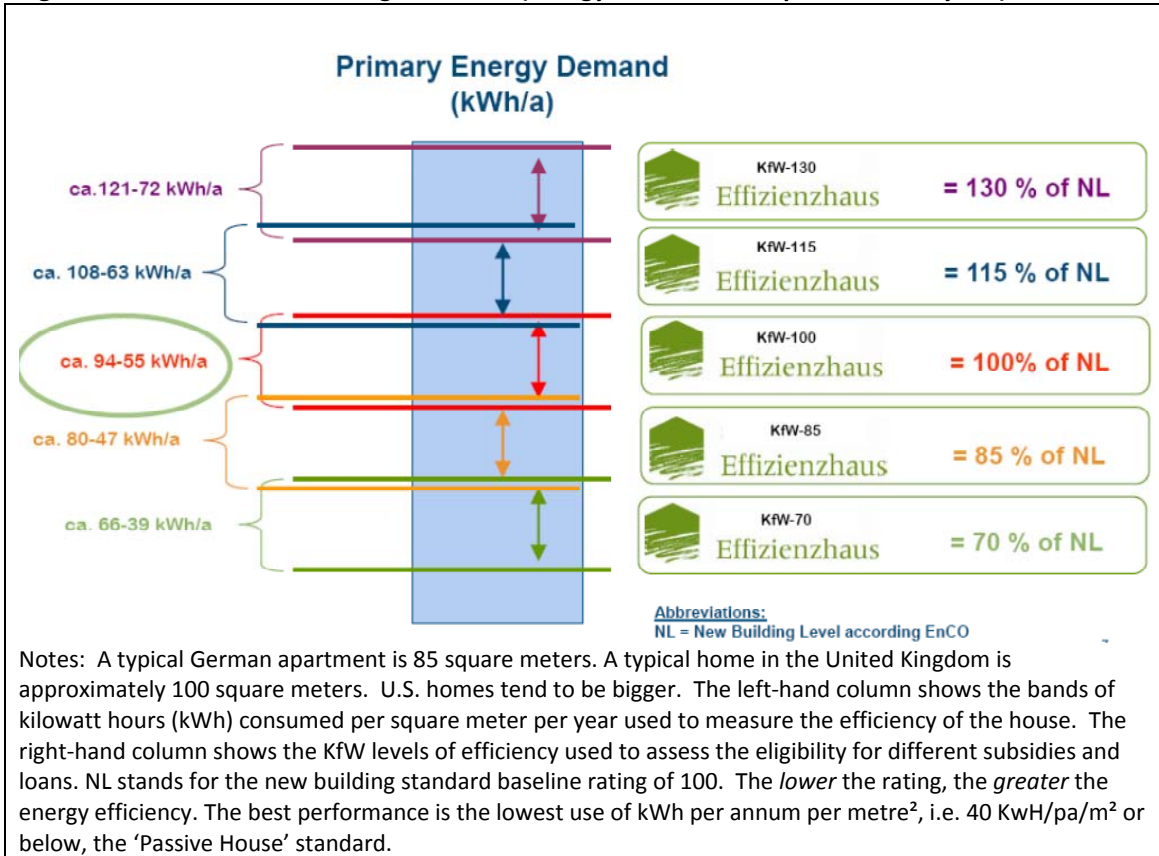 Primary Energy Demand
(kWh/a)
ca.121-72 kWh/a
KfW-130
Effizienzhaus
= 130 % of NL
ca. 108-63 kWh/a
KfW-115
Effizienzhaus
= 115 % of NL
ca. 94-55 kWh/a
KfW-100
Effizienzhaus
= 100% of NL
ca. 80-47 kWh/a
KfW-85
Effizienzhaus
= 85 % of NL
ca. 66-39 kWh/a
KfW-70
Effizienzhaus
= 70 % of NL
Abbreviations:
NL = New Building Level according EnCO
Notes: A typical German apartment is 85 square meters. A typical home in the United Kingdom is
approximately 100 square meters. U.S. homes tend to be bigger. The left-hand column shows the bands of
kilowatt hours (kWh) consumed per square meter per year used to measure the efficiency of the house. The
right-hand column shows the KfW levels of efficiency used to assess the eligibility for different subsidies and
loans. NL stands for the new building standard baseline rating of 100. The lower the rating, the greater the
energy efficiency. The best performance is the lowest use of kWh per annum per metre², i.e. 40 KwH/pa/m² or
below, the ‘Passive House’ standard.